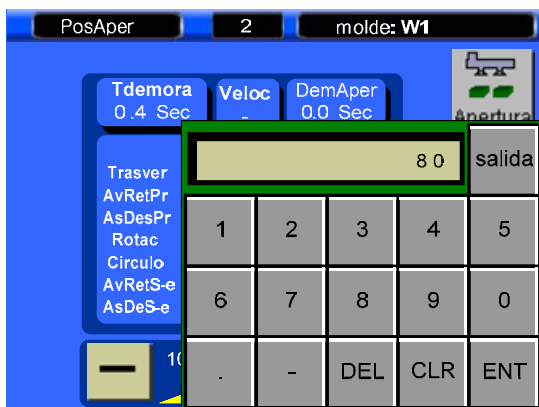 PosAper 2 molde: W1
Tdemora Veloc DemAper
0.4 Sec - 0.0 Sec
Apertura
80 salida
Trasver
AvRetPr
AsDesPr
Rotac
Circulo
AvRetS-e
AsDeS-e
1 2 3 4 5
6 7 8 9 0
. - DEL CLR ENT
− 10